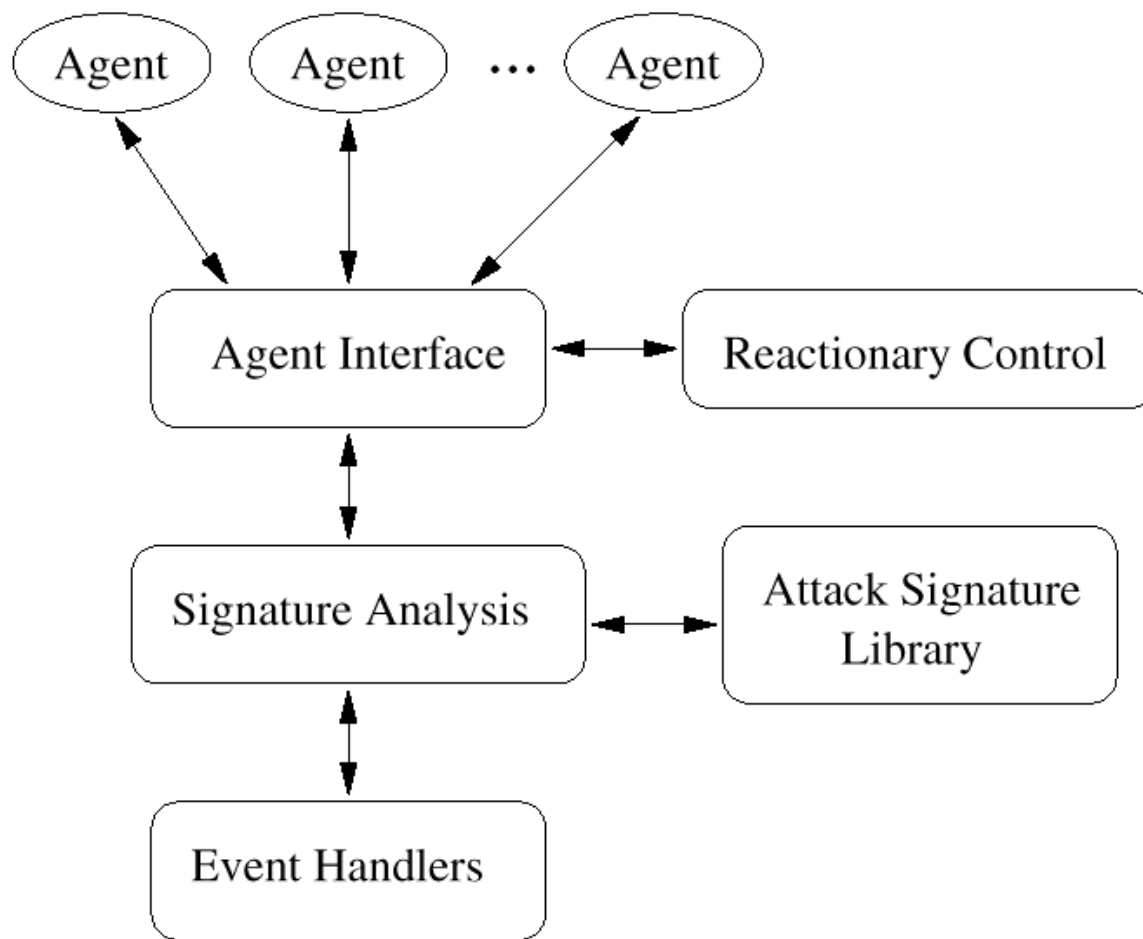 Agent
Agent
...
Agent
Agent Interface
Reactionary Control
Signature Analysis
Attack Signature
Library
Event Handlers